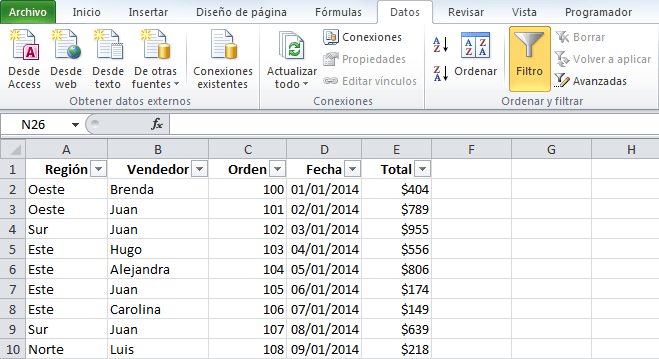 Archivo Inicio Insertar Diseño de página Fórmulas Datos Revisar Vista Programador
Desde Access
Desde web
Desde texto
De otras fuentes
Conexiones existentes
Obtener datos externos
Actualizar todo
Conexiones
Propiedades
Editar vínculos
Conexiones
A Z
Z A
A Z Z A
Ordenar
Filtro
Borrar
Volver a aplicar
Avanzadas
Ordenar y filtrar
N26 fx
A B C D E F G H
1 Región Vendedor Orden Fecha Total
2 Oeste Brenda 100 01/01/2014 $404
3 Oeste Juan 101 02/01/2014 $789
4 Sur Juan 102 03/01/2014 $955
5 Este Hugo 103 04/01/2014 $556
6 Este Alejandra 104 05/01/2014 $806
7 Este Juan 105 06/01/2014 $174
8 Este Carolina 106 07/01/2014 $149
9 Sur Juan 107 08/01/2014 $639
10 Norte Luis 108 09/01/2014 $218